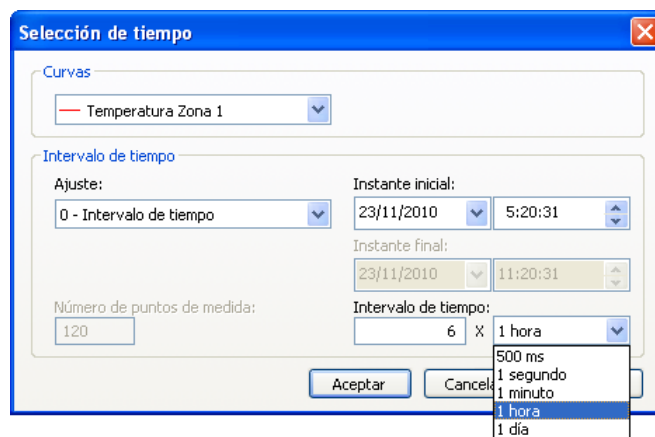 Selección de tiempo
Curvas
Temperatura Zona 1
Intervalo de tiempo
Ajuste:
Instante inicial:
0 - Intervalo de tiempo
23/11/2010
5:20:31
Instante final:
23/11/2010
11:20:31
Número de puntos de medida:
Intervalo de tiempo:
120
6 X 1 hora
500 ms
1 segundo
1 minuto
1 hora
1 día
Aceptar